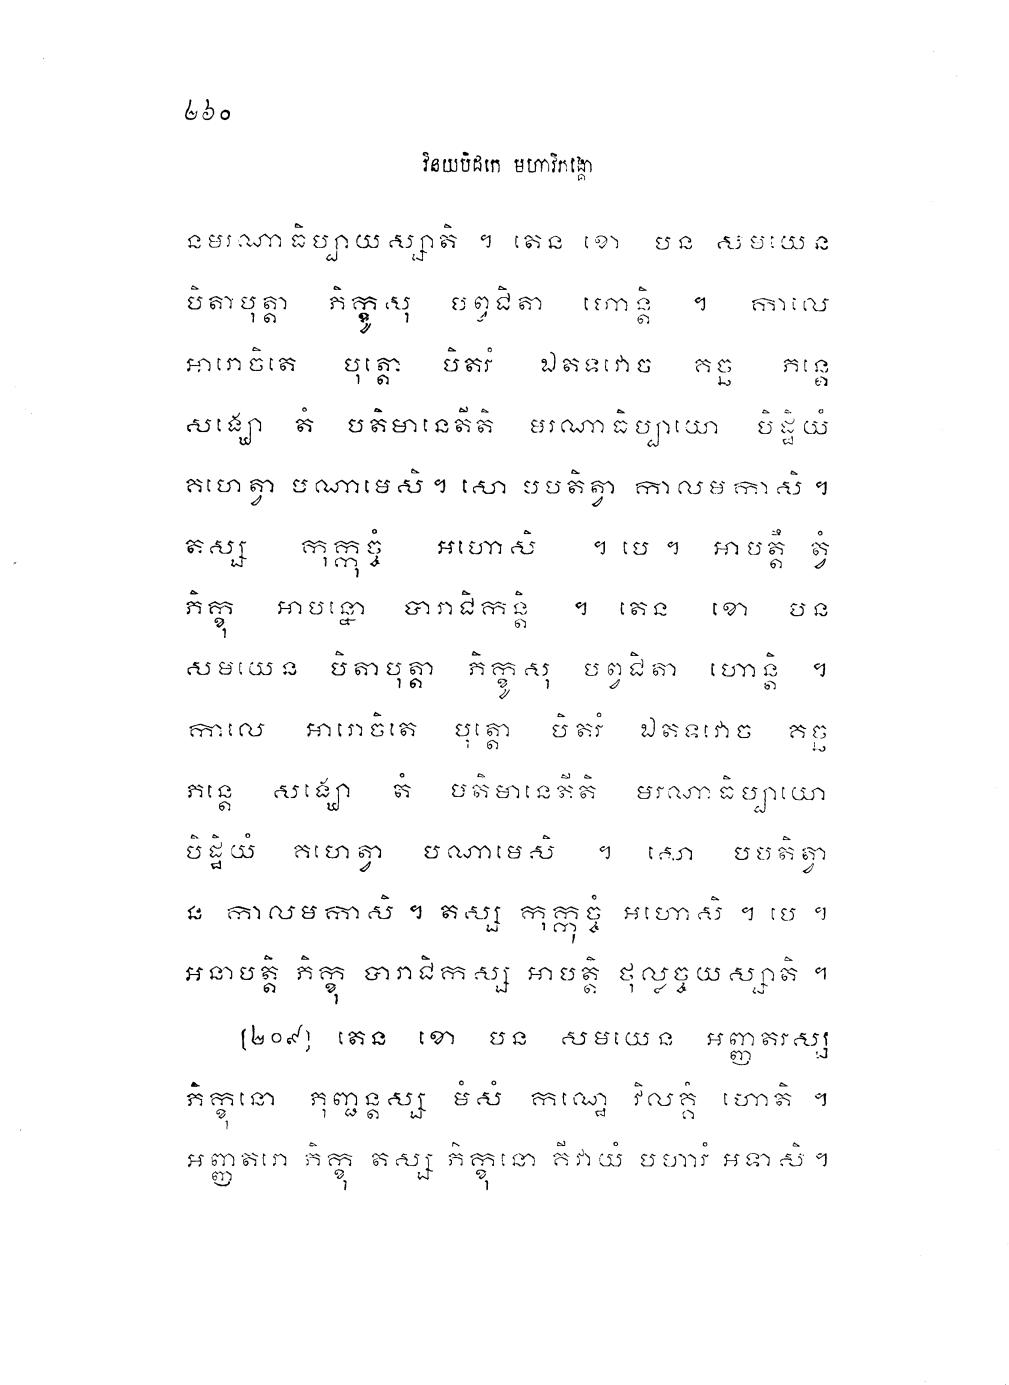 ២៦០
វិនយបិដកេ មហាវិភង្គោ
នមរណាធិប្បាយស្សាតិ ។ តេន ខោ បន សមយេន
បិតាបុត្តា ភិក្ខូសុ បព្វជិតា ហោន្តិ ។ កាលេ
អារោចិតេ បុត្តោ បិតរំ ឯតទវោច គច្ឆ ភន្តេ
សង្ឃោ តំ បតិមានេតីតិ មរណាធិប្បាយោ បិដ្ឋិយំ
គហេត្វា បណាមេសិ។ សោ បបតិត្វា កាលមកាសិ។
តស្ស កុក្កុច្ចំ អហោសិ ។ បេ ។ អាបត្តឹ ត្វំ
ភិក្ខុ អាបន្នោ បារាជិកន្តិ ។ តេន ខោ បន
សមយេន បិតាបុត្តា ភិក្ខូសុ បព្វជិតា ហោន្តិ ។
កាលេ អារោចិតេ បុត្តោ បិតរំ ឯតទវោច គច្ឆ
ភន្តេ សង្ឃោ តំ បតិមានេតីតិ មរណាធិប្បាយោ
បិដ្ឋិយំ គហេត្វា បណាមេសិ ។ សោ បបតិត្វា
ន កាលមកាសិ ។ តស្ស កុក្កុច្ចំ អហោសិ ។ បេ ។
អនាបត្តិ ភិក្ខុ បារាជិកស្ស អាបត្តិ ថុល្លច្ចយស្សាតិ ។
[២០៩] តេន ខោ បន សមយេន អញ្ញតរស្ស
ភិក្ខុនោ ភុញ្ជន្តស្ស មំសំ កណ្ឋេ វិលគ្គំ ហោតិ ។
អញ្ញតរោ ភិក្ខុ តស្ស ភិក្ខុនោ គីវាយំ បហារំ អទាសិ។